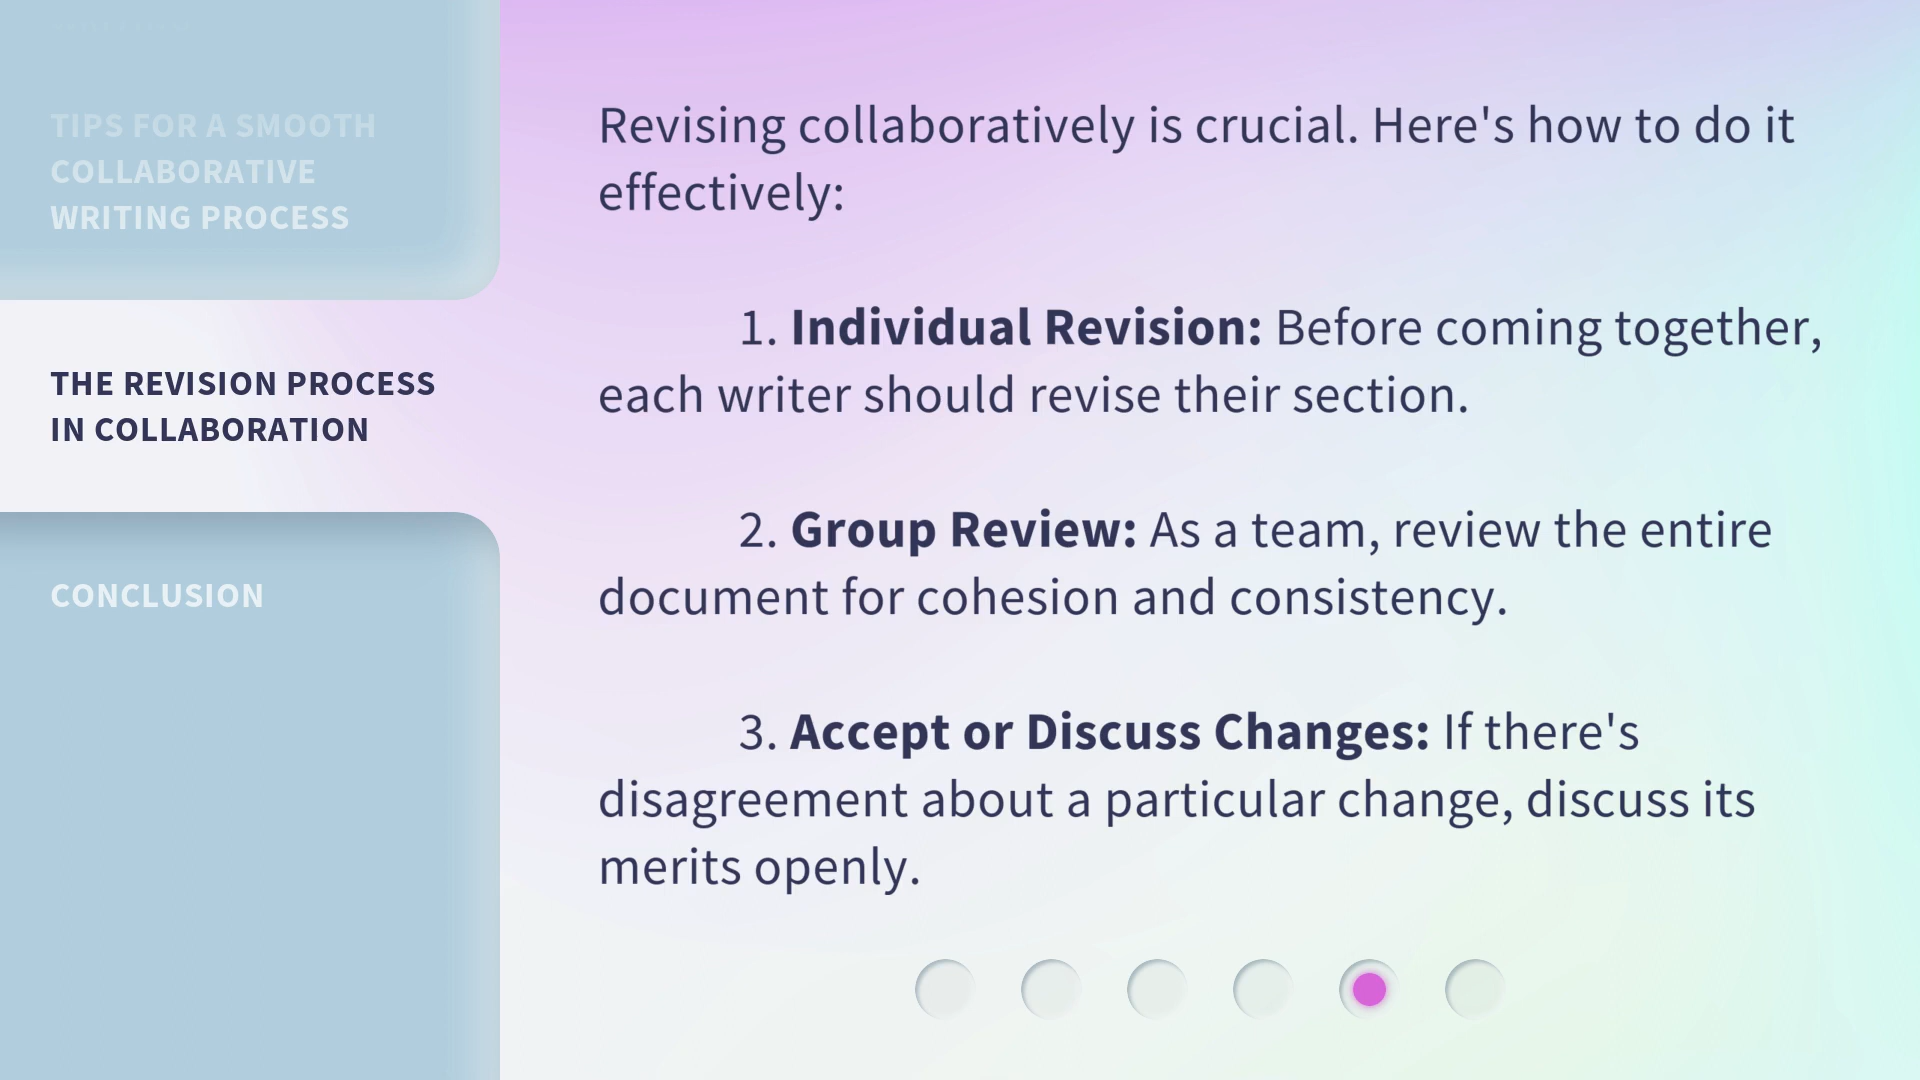 TIPS FOR A SMOOTH
COLLABORATIVE
WRITING PROCESS
THE REVISION PROCESS
IN COLLABORATION
CONCLUSION
Revising collaboratively is crucial. Here's how to do it
effectively:
1. Individual Revision: Before coming together,
each writer should revise their section.
2. Group Review: As a team, review the entire
document for cohesion and consistency.
3. Accept or Discuss Changes: If there's
disagreement about a particular change, discuss its
merits openly.